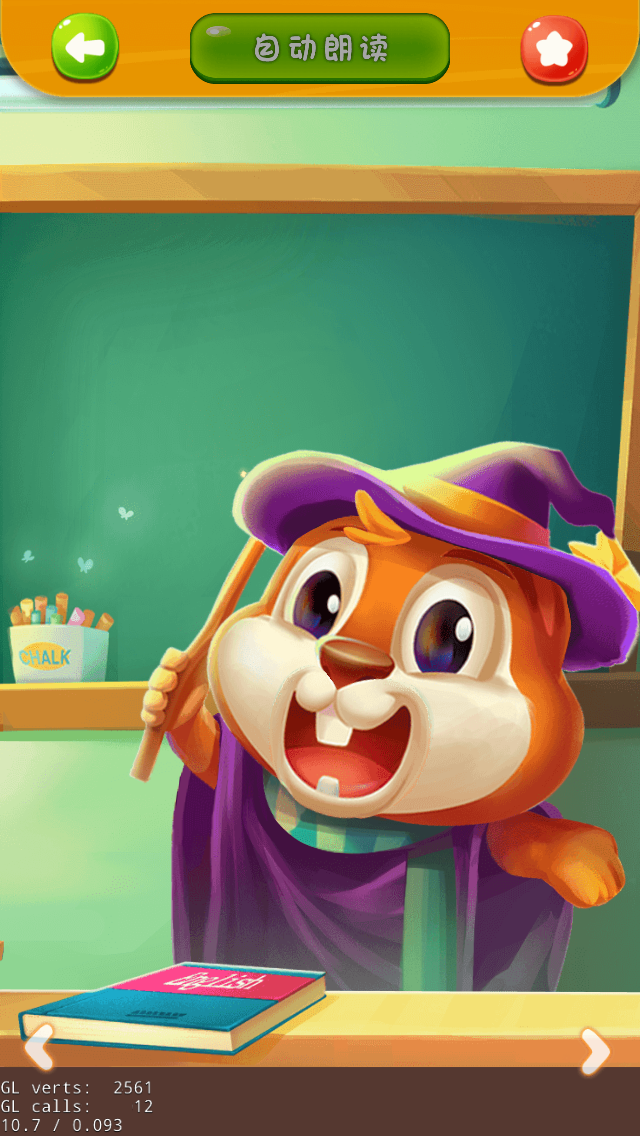 自动朗读
CHALK
English
GL verts: 2561
GL calls: 12
10.7 / 0.093